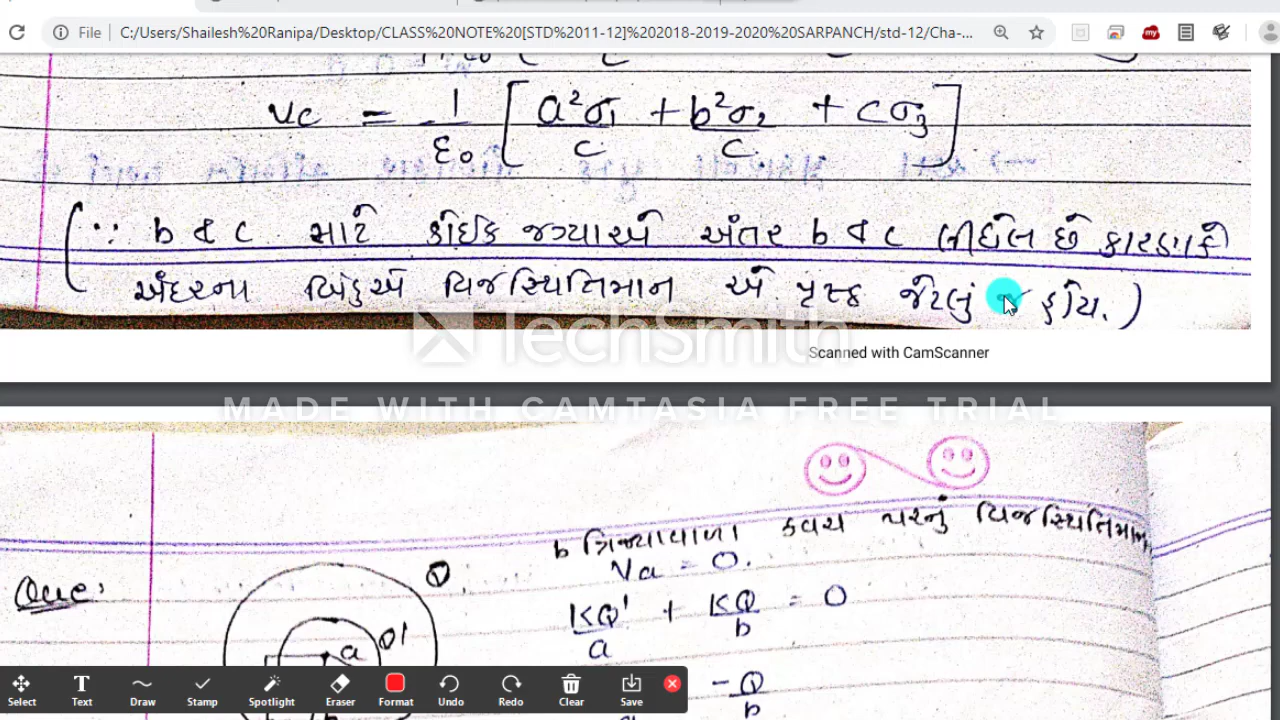 File C:/Users/Shailesh%20Ranipa/Desktop/CLASS%20NOTE%20[STD%2011-12]%202018-2019-2020%20SARPANCH/std-12/Cha-...
Vc = 1/ε₀ [ a²σ₁/c + b²σ₂/c + cσ₃ ]
( ∵ b & c માટે કોઈક જગ્યાએ અંતર b & c લીધેલ છે કારણકે
અંદરના બિંદુએ વિજસ્થિતિમાન એ પૃષ્ઠ જેટલું જ હોય. )
TechSmith
Scanned with CamScanner
MADE WITH CAMTASIA FREE TRIAL
b ત્રિજ્યાવાળા કવચ પરનું વિજસ્થિતિમાન
Va = 0.
Que:
KQ'/a + KQ/b = 0
a Q'
-Q/b
Select Text Draw Stamp Spotlight Eraser Format Undo Redo Clear Save